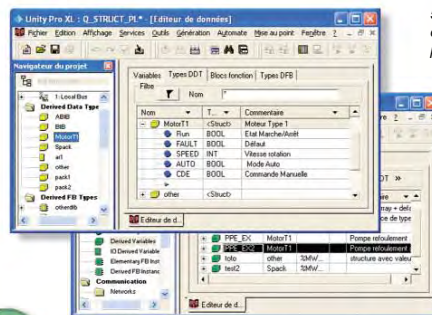 Unity Pro XL : Q_STRUCT_PL* - [Editeur de données]
Fichier Edition Affichage Services Outils Génération Automate Mise au point Fenêtre ?
Navigateur du projet
1: Local Bus
Derived Data Type
ABIB
BIB
MotorT1
Spack
ar1
other
pack1
pack2
Derived FB Types
otherdfb
Variables Types DDT Blocs fonction Types DFB
Filtre
Nom *
Nom T... Commentaire
MotorT1 <Struct> Moteur Type 1
Run BOOL Etat Marche/Arrêt
FAULT BOOL Défaut
SPEED INT Vitesse rotation
AUTO BOOL Mode Auto
CDE BOOL Commande Manuelle
other <Struct>
Editeur de d...
Derived Variables
IO Derived Variable
Elementary FB Inst
Derived FB Instanc
Communication
Networks
PPE_EX MotorT1 Pompe refoulement
PPE_EX2 MotorT1 Pompe refoulement
toto other %MW... structure avec valeu
test2 Spack %MW...
Editeur de d...